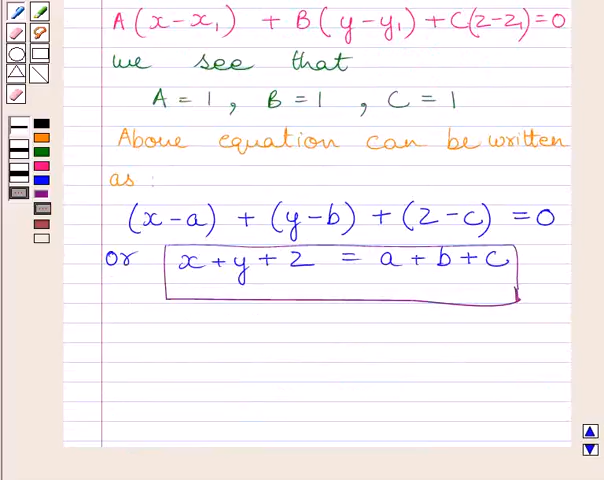 A(x-x₁) + B(y-y₁) + C(z-z₁)=0
we see that
A = 1, B = 1, C = 1
Above equation can be written
as :
(x-a) + (y-b) + (z-c) = 0
or x+y+z = a+b+c